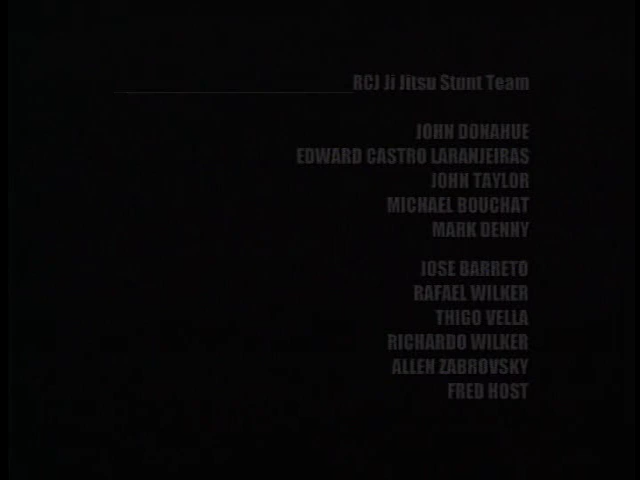 RCJ Ji Jitsu Stunt Team
JOHN DONAHUE
EDWARD CASTRO LARANJEIRAS
JOHN TAYLOR
MICHAEL BOUCHAT
MARK DENNY
JOSE BARRETO
RAFAEL WILKER
THIGO VELLA
RICHARDO WILKER
ALLEN ZABROVSKY
FRED HOST